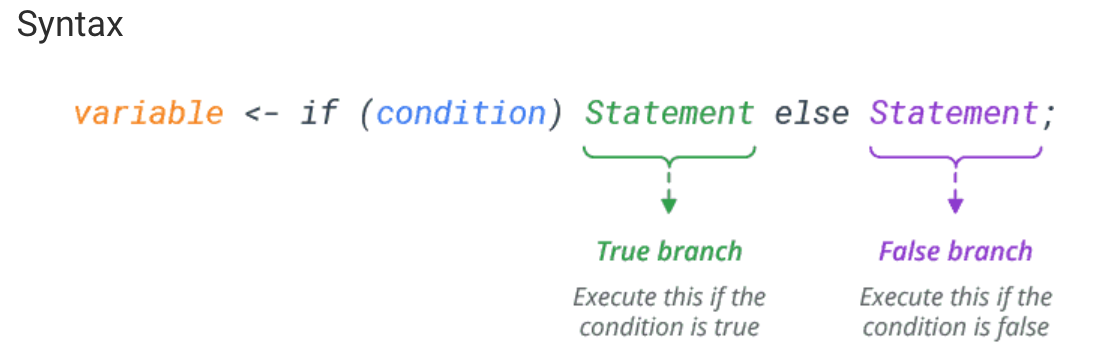 Syntax
variable <- if (condition) Statement else Statement;
True branch
Execute this if the
condition is true
False branch
Execute this if the
condition is false